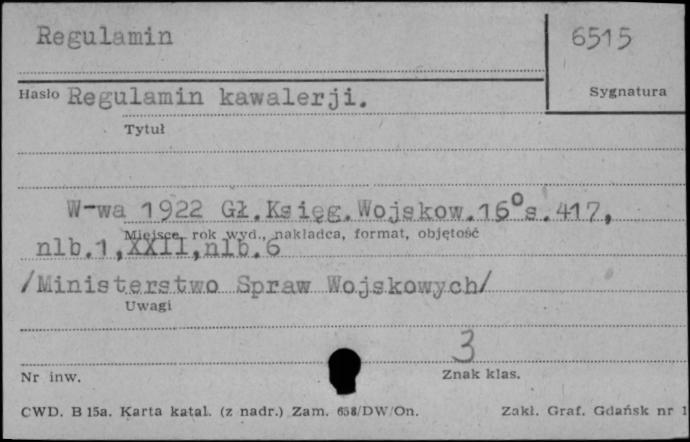 Regulamin
6515
Hasło Regulamin kawalerji.
Sygnatura
Tytuł
W-wa 1922 Gł.Księg.Wojskow.16°s.417,
Miejsce, rok wyd., nakładca, format, objętość
nlb.1,XXII,nlb.6
/Ministerstwo Spraw Wojskowych/
Uwagi
3
Nr inw.
Znak klas.
CWD. B 15a. Karta katal. (z nadr.) Zam. 658/DW/On.
Zakł. Graf. Gdańsk nr 1